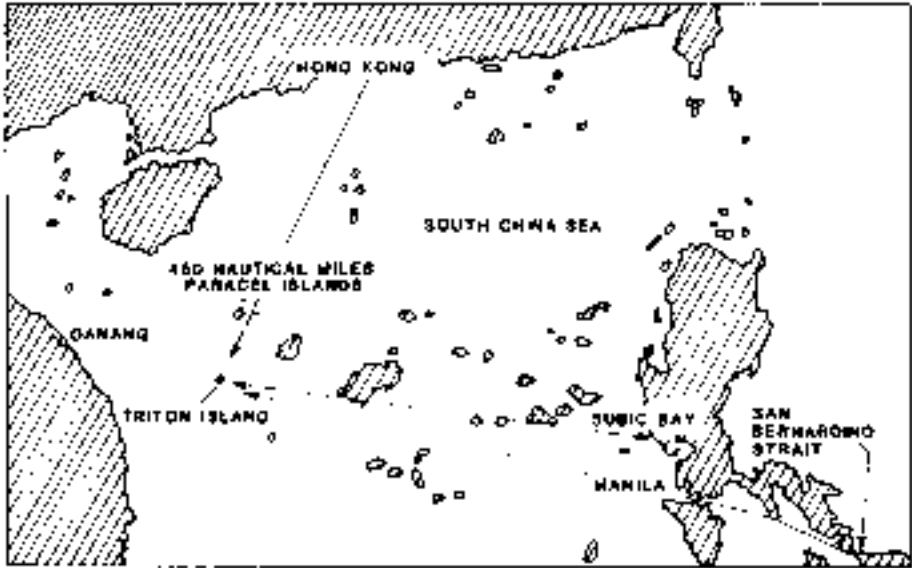 HONG KONG
SOUTH CHINA SEA
450 NAUTICAL MILES
PARACEL ISLANDS
DANANG
TRITON ISLAND
SUBIC BAY
SAN
BERNARDINO
STRAIT
MANILA